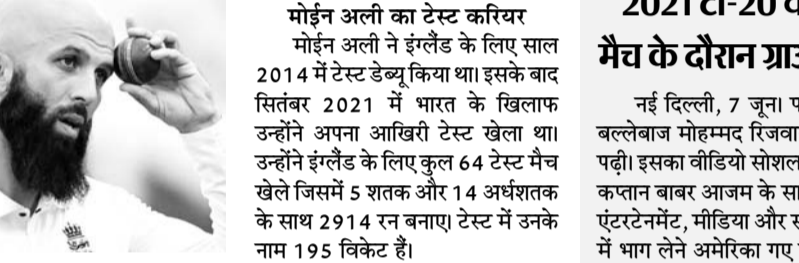 मोईन अली का टेस्ट करियर
मोईन अली ने इंग्लैंड के लिए साल
2014 में टेस्ट डेब्यू किया था। इसके बाद
सितंबर 2021 में भारत के खिलाफ
उन्होंने अपना आखिरी टेस्ट खेला था।
उन्होंने इंग्लैंड के लिए कुल 64 टेस्ट मैच
खेले जिसमें 5 शतक और 14 अर्धशतक
के साथ 2914 रन बनाए। टेस्ट में उनके
नाम 195 विकेट हैं।
2021 टी-20
मैच के दौरान
नई दिल्ली, 7 जून।
बल्लेबाज मोहम्मद
पढ़ी। इसका वीडियो
कप्तान बाबर आजम के
एंटरटेनमेंट, मीडिया और
में भाग लेने अमेरिका गए